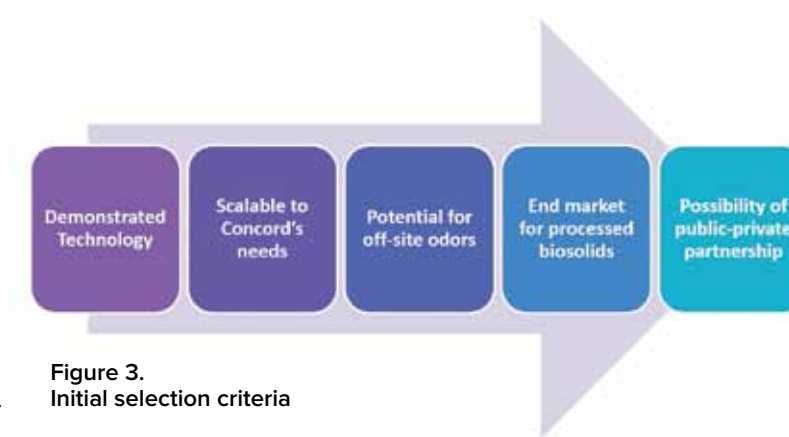 Demonstrated
Technology
Scalable to
Concord's
needs
Potential for
off-site odors
End market
for processed
biosolids
Possibility of
public-private
partnership
Figure 3.
Initial selection criteria